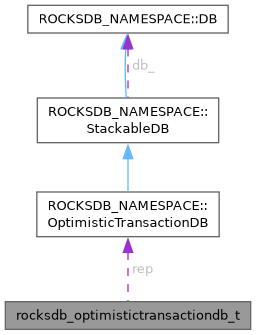 ROCKSDB_NAMESPACE::DB
db_
ROCKSDB_NAMESPACE::
StackableDB
ROCKSDB_NAMESPACE::
OptimisticTransactionDB
rep
rocksdb_optimistictransactiondb_t